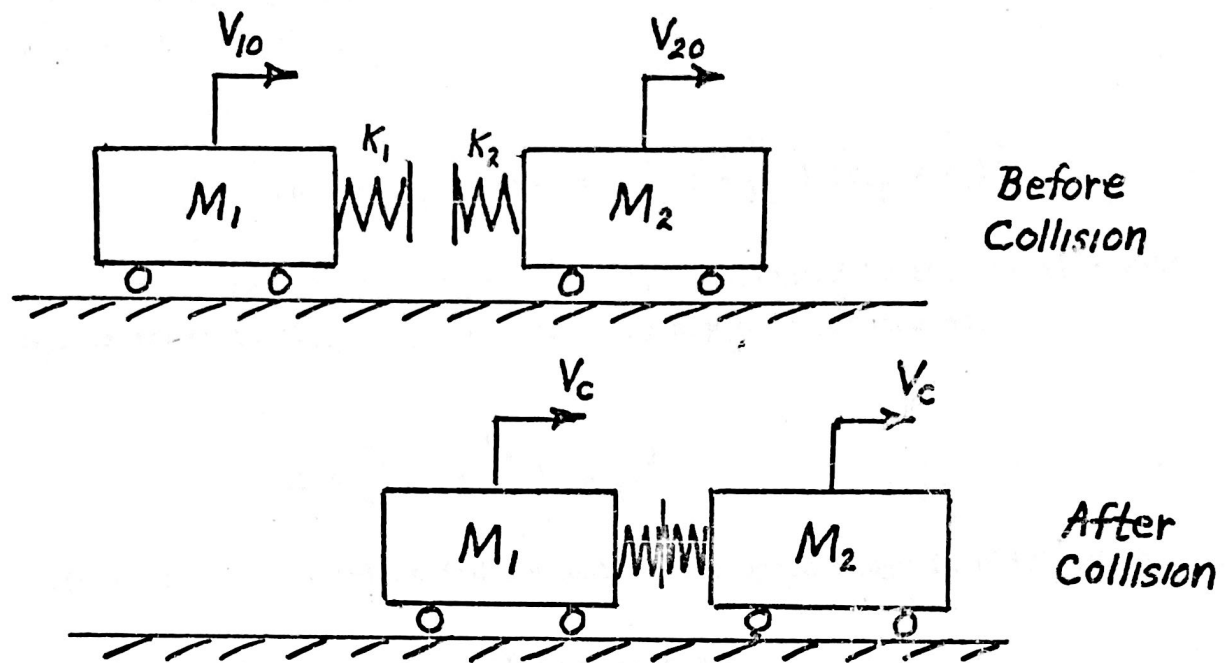 V10
V20
K1
K2
M1
M2
Before
Collision
Vc
Vc
M1
M2
After
Collision